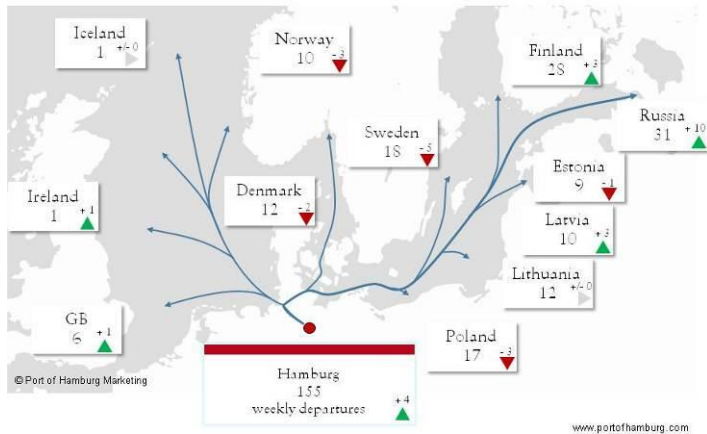 Iceland
1 +/- 0
Norway
10 - 3
Finland
28 + 3
Russia
31 + 10
Sweden
18 - 5
Estonia
9 - 1
Ireland
1 + 1
Denmark
12 - 2
Latvia
10 + 3
Lithuania
12 +/- 0
GB
6 + 1
Poland
17 - 3
© Port of Hamburg Marketing
Hamburg
155
weekly departures + 4
www.portofhamburg.com